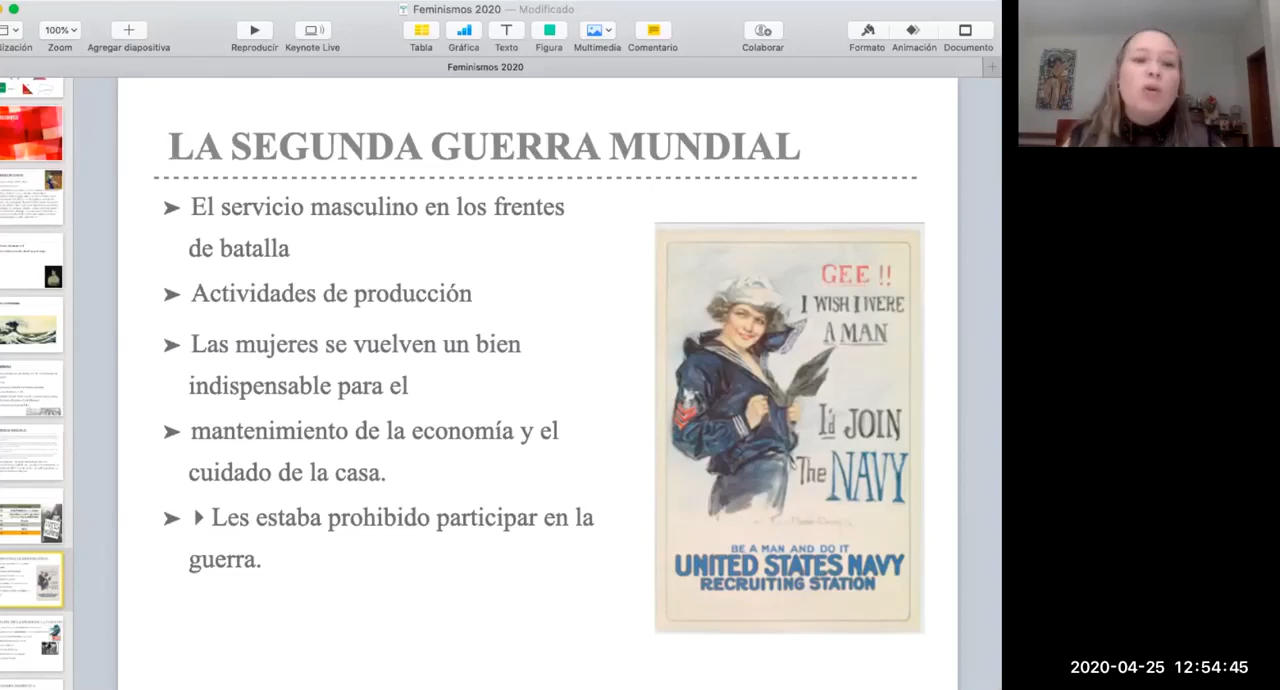 Feminismos 2020 — Modificado
100%
Zoom
Agregar diapositiva
Reproducir
Keynote Live
Tabla
Gráfica
Texto
Figura
Multimedia
Comentario
Colaborar
Formato
Animación
Documento
Feminismos 2020
LA SEGUNDA GUERRA MUNDIAL
➤ El servicio masculino en los frentes
de batalla
➤ Actividades de producción
➤ Las mujeres se vuelven un bien
indispensable para el
➤ mantenimiento de la economía y el
cuidado de la casa.
➤ ‣ Les estaba prohibido participar en la
guerra.
GEE !!
I WISH I WERE
A MAN
I'd JOIN
The NAVY
BE A MAN AND DO IT
UNITED STATES NAVY
RECRUITING STATION
2020-04-25 12:54:45